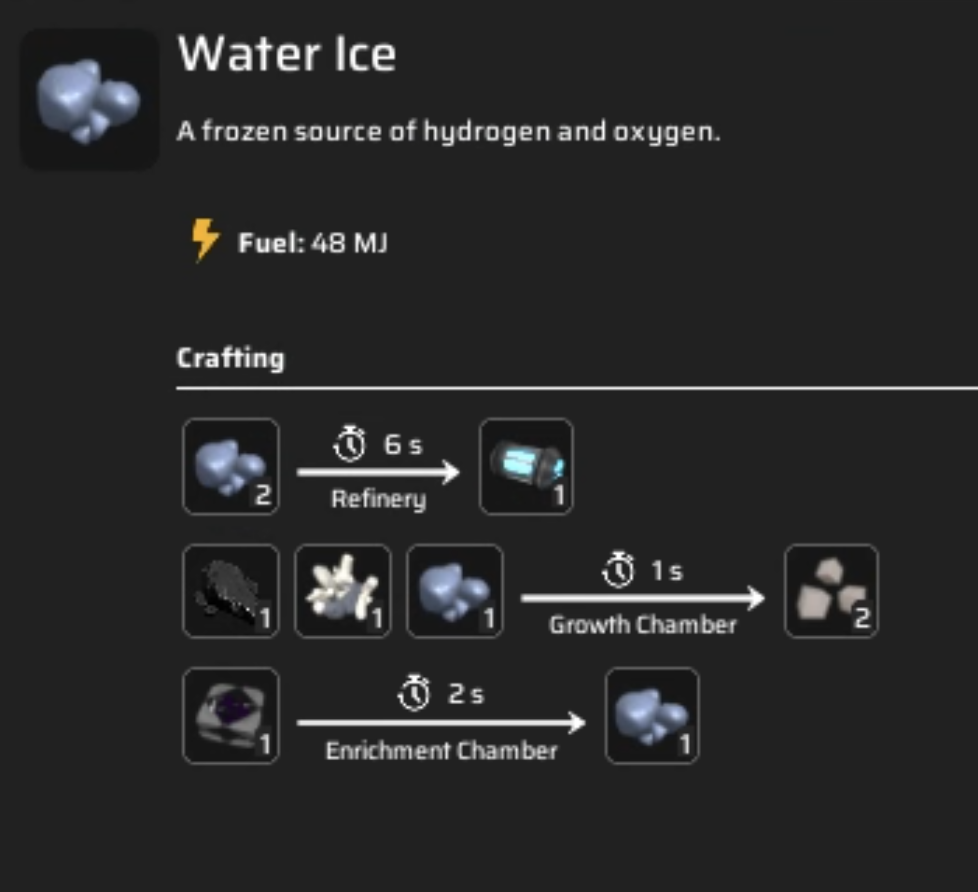 Water Ice
A frozen source of hydrogen and oxygen.
Fuel: 48 MJ
Crafting
6 s
2 Refinery 1
1 s
1 1 1 Growth Chamber 2
2 s
1 Enrichment Chamber 1